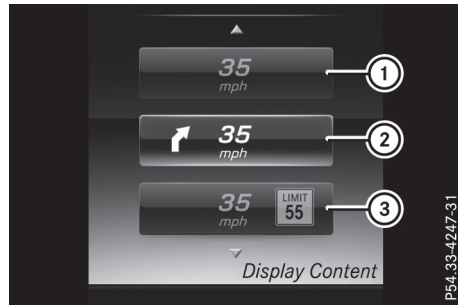 35
mph
1
35
mph
2
35
mph
LIMIT
55
3
Display Content
P54.33-4247-31